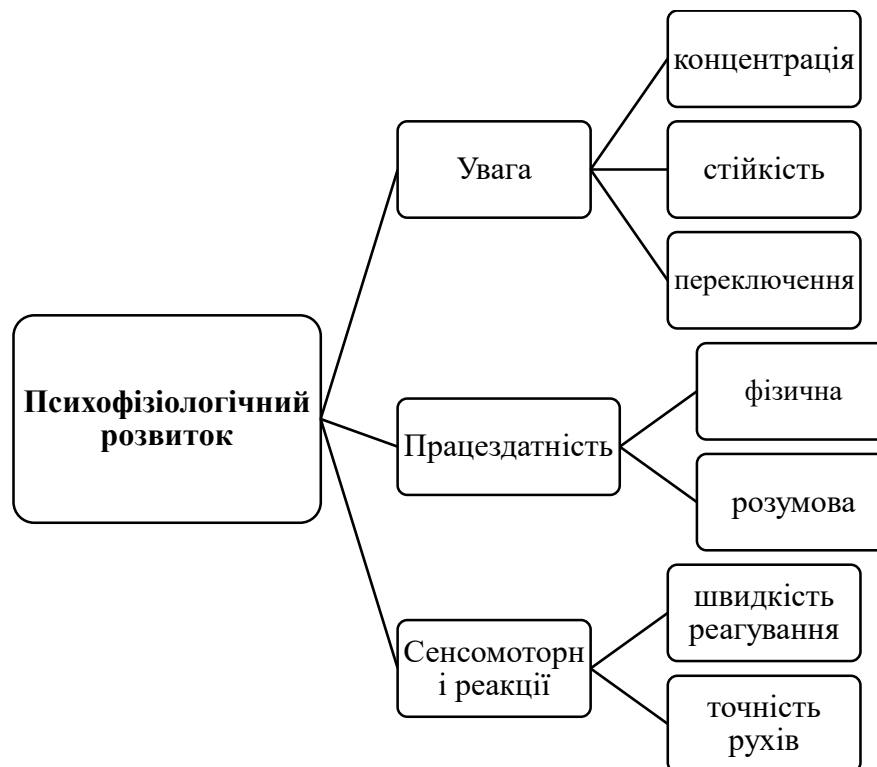 Психофізіологічний
розвиток
Увага
концентрація
стійкість
переключення
Працездатність
фізична
розумова
Сенсомоторн
і реакції
швидкість
реагування
точність
рухів